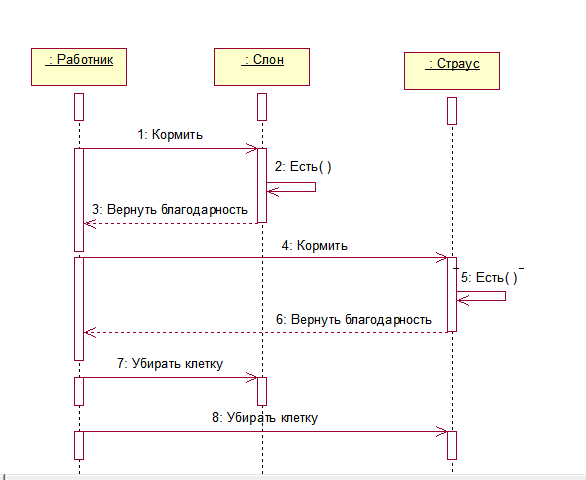 : Работник
: Слон
: Страус
1: Кормить
2: Есть( )
3: Вернуть благодарность
4: Кормить
5: Есть( )
6: Вернуть благодарность
7: Убирать клетку
8: Убирать клетку